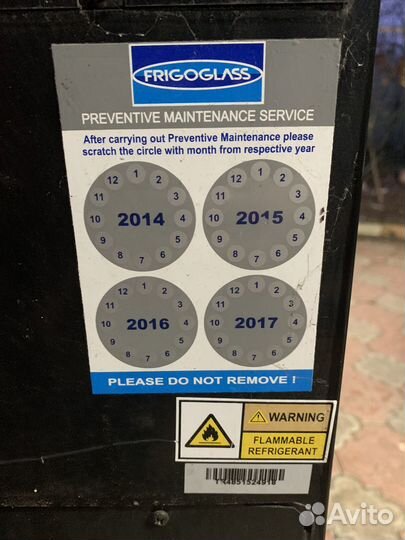 FRIGOGLASS
PREVENTIVE MAINTENANCE SERVICE
After carrying out Preventive Maintenance please
scratch the circle with month from respective year
12 1 2 3 4 5 6 7 8 9 10 11
2014
12 1 2 3 4 5 6 7 8 9 10 11
2015
12 1 2 3 4 5 6 7 8 9 10 11
2016
12 1 2 3 4 5 6 7 8 9 10 11
2017
PLEASE DO NOT REMOVE !
WARNING
FLAMMABLE
REFRIGERANT
Avito